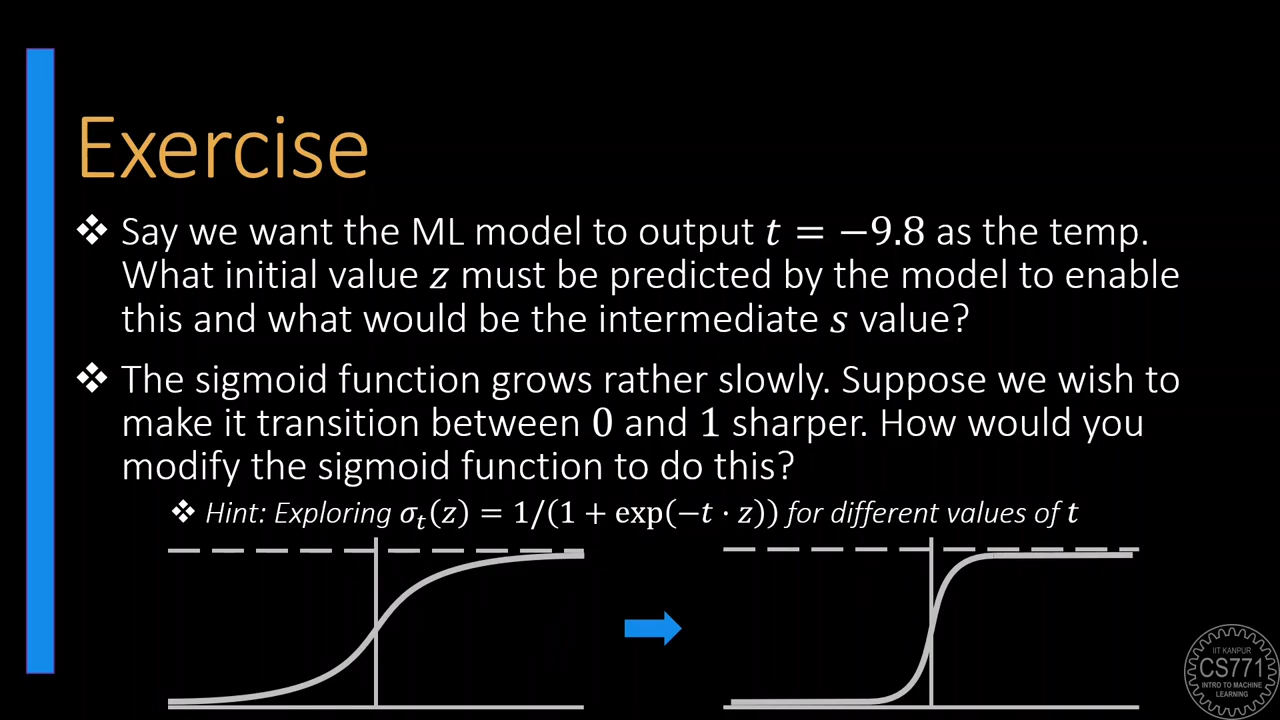 Exercise
❖ Say we want the ML model to output t = −9.8 as the temp.
What initial value z must be predicted by the model to enable
this and what would be the intermediate s value?
❖ The sigmoid function grows rather slowly. Suppose we wish to
make it transition between 0 and 1 sharper. How would you
modify the sigmoid function to do this?
❖ Hint: Exploring σₜ(z) = 1/(1 + exp(−t · z)) for different values of t
IIT KANPUR
CS771
INTRO TO MACHINE
LEARNING